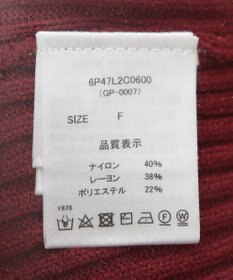 6P47L2C0600
(GP-0007)
SIZE F
品質表示
ナイロン 40%
レーヨン 38%
ポリエステル 22%
Y878